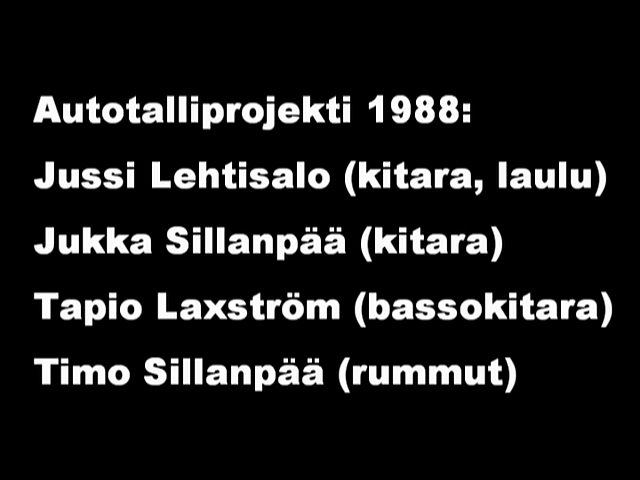 Autotalliprojekti 1988:
Jussi Lehtisalo (kitara, laulu)
Jukka Sillanpää (kitara)
Tapio Laxström (bassokitara)
Timo Sillanpää (rummut)